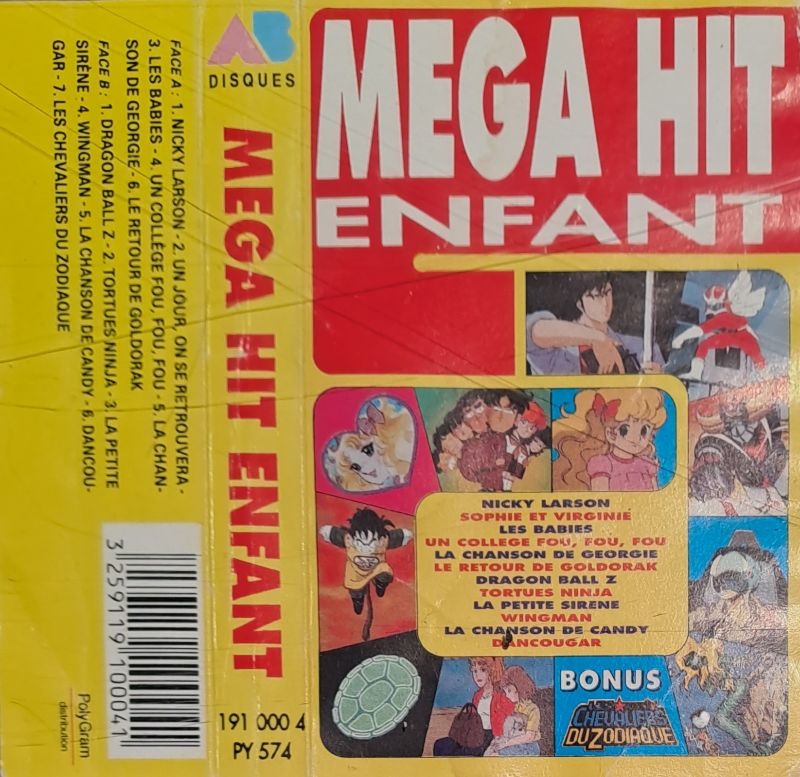 AB
DISQUES
FACE A : 1. NICKY LARSON - 2. UN JOUR, ON SE RETROUVERA -
3. LES BABIES - 4. UN COLLÈGE FOU, FOU, FOU - 5. LA CHAN-
SON DE GEORGIE - 6. LE RETOUR DE GOLDORAK
FACE B : 1. DRAGON BALL Z - 2. TORTUES NINJA - 3. LA PETITE
SIRÈNE - 4. WINGMAN - 5. LA CHANSON DE CANDY - 6. DANCOU-
GAR - 7. LES CHEVALIERS DU ZODIAQUE
3 259119 100041
PolyGram
distribution
MEGA HIT ENFANT
191 000 4
PY 574
MEGA HIT
ENFANT
NICKY LARSON
SOPHIE ET VIRGINIE
LES BABIES
UN COLLEGE FOU, FOU, FOU
LA CHANSON DE GEORGIE
LE RETOUR DE GOLDORAK
DRAGON BALL Z
TORTUES NINJA
LA PETITE SIRENE
WINGMAN
LA CHANSON DE CANDY
DANCOUGAR
BONUS
LES
CHEVALIERS
DU ZODIAQUE